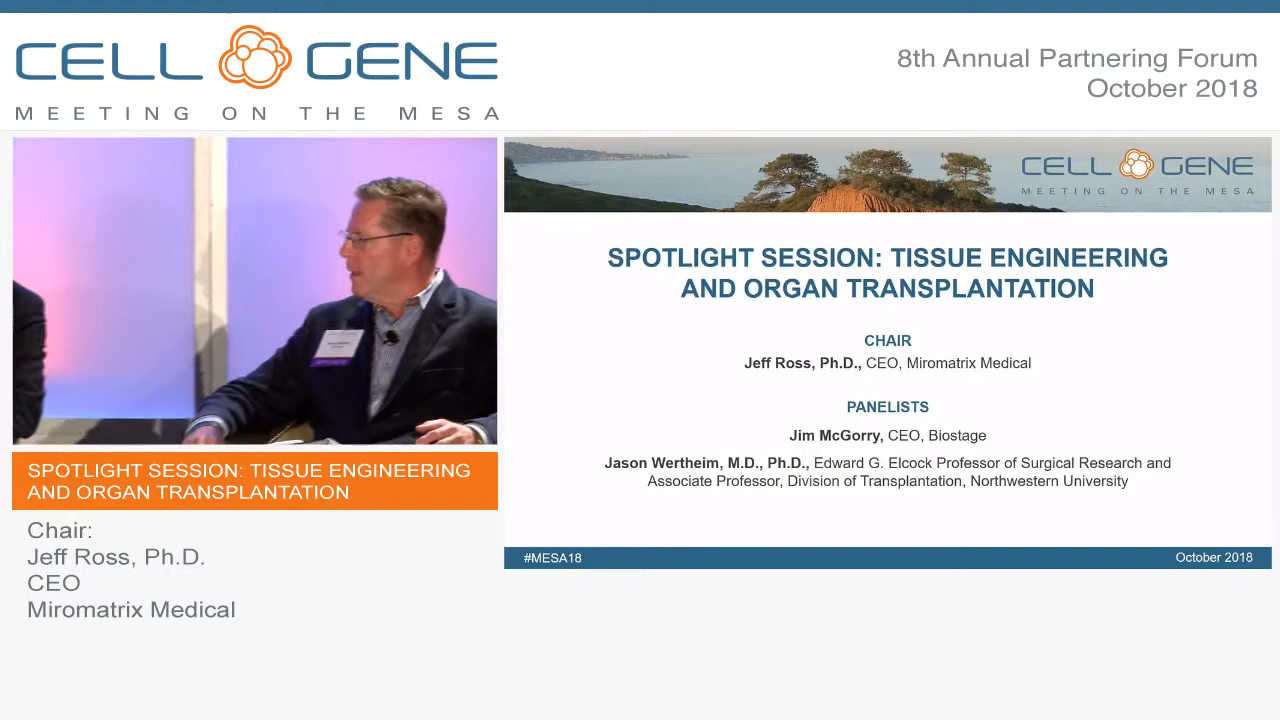 CELL GENE
MEETING ON THE MESA
8th Annual Partnering Forum
October 2018
CELL GENE
MEETING ON THE MESA
SPOTLIGHT SESSION: TISSUE ENGINEERING
AND ORGAN TRANSPLANTATION
CHAIR
Jeff Ross, Ph.D., CEO, Miromatrix Medical
PANELISTS
Jim McGorry, CEO, Biostage
Jason Wertheim, M.D., Ph.D., Edward G. Elcock Professor of Surgical Research and
Associate Professor, Division of Transplantation, Northwestern University
#MESA18
October 2018
SPOTLIGHT SESSION: TISSUE ENGINEERING
AND ORGAN TRANSPLANTATION
Chair:
Jeff Ross, Ph.D.
CEO
Miromatrix Medical